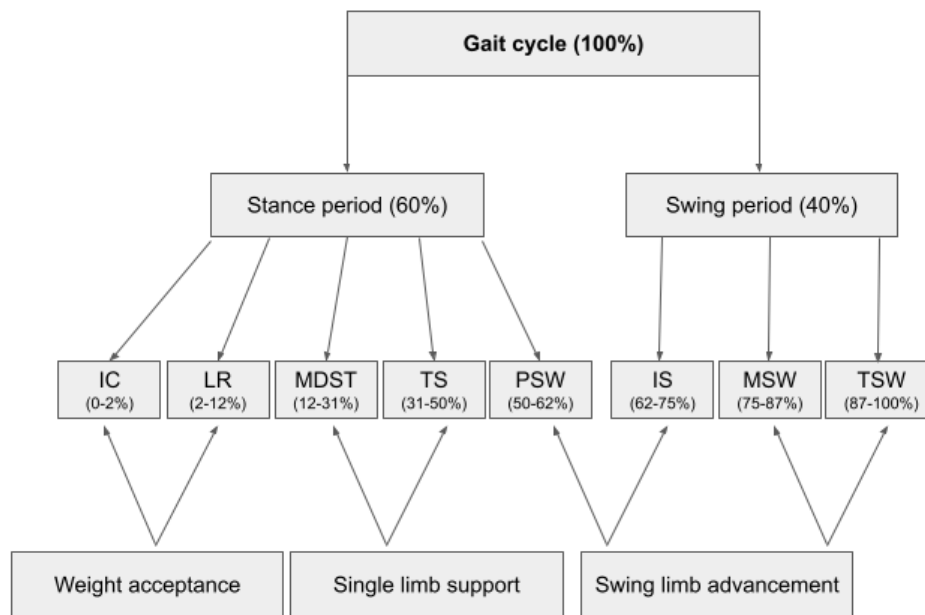 Gait cycle (100%)
Stance period (60%)
Swing period (40%)
IC
(0-2%)
LR
(2-12%)
MDST
(12-31%)
TS
(31-50%)
PSW
(50-62%)
IS
(62-75%)
MSW
(75-87%)
TSW
(87-100%)
Weight acceptance
Single limb support
Swing limb advancement